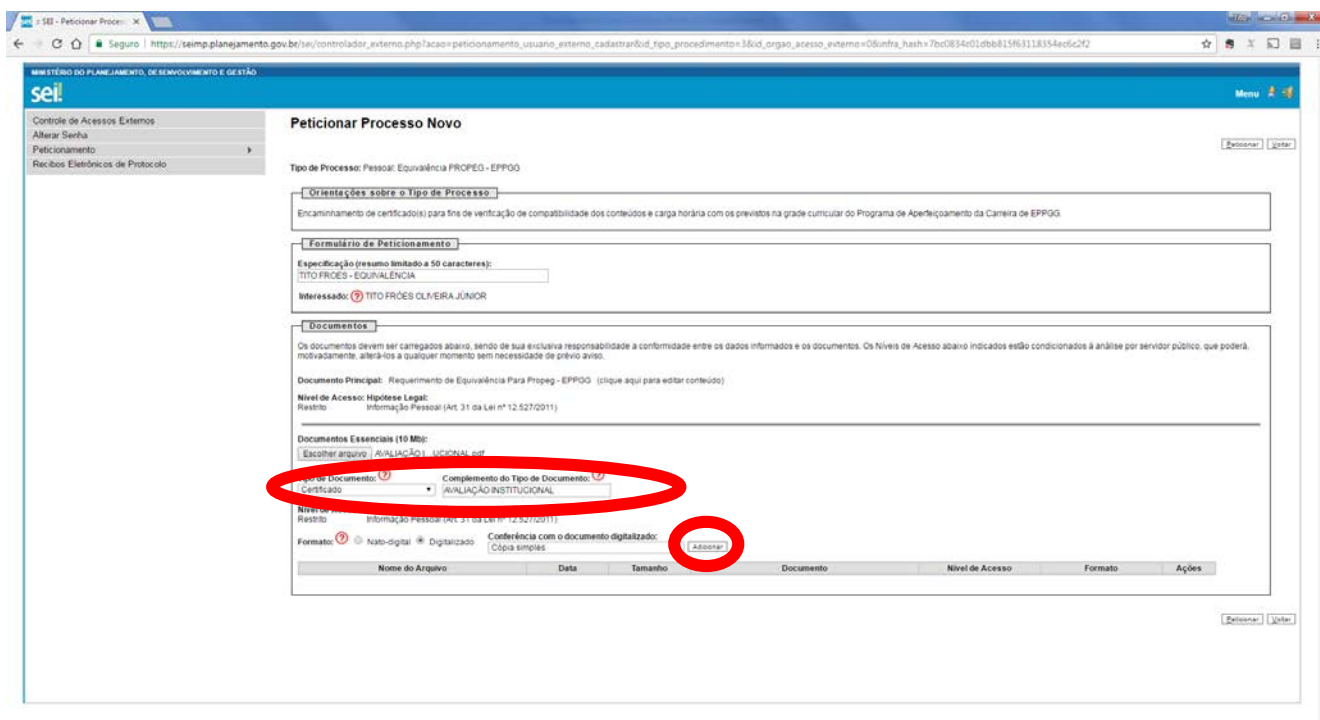 : SEI - Peticionar Process
Seguro | https://seimp.planejamento.gov.br/sei/controlador_externo.php?acao=peticionamento_usuario_externo_cadastrar&id_tipo_procedimento=3&id_orgao_acesso_externo=0&infra_hash=7bc0834c01dbb815f63118354ec6c2f2
MINISTÉRIO DO PLANEJAMENTO, DESENVOLVIMENTO E GESTÃO
sei!
Menu
Controle de Acessos Externos
Alterar Senha
Peticionamento
Recibos Eletrônicos de Protocolo
Peticionar Processo Novo
Peticionar Voltar
Tipo de Processo: Pessoal: Equivalência PROPEG - EPPGG
Orientações sobre o Tipo de Processo
Encaminhamento de certificado(s) para fins de verificação de compatibilidade dos conteúdos e carga horária com os previstos na grade curricular do Programa de Aperfeiçoamento da Carreira de EPPGG.
Formulário de Peticionamento
Especificação (resumo limitado a 50 caracteres):
TITO FROES - EQUIVALENCIA
Interessado: ? TITO FRÓES OLIVEIRA JÚNIOR
Documentos
Os documentos devem ser carregados abaixo, sendo de sua exclusiva responsabilidade a conformidade entre os dados informados e os documentos. Os Níveis de Acesso abaixo indicados estão condicionados à análise por servidor público, que poderá,
motivadamente, alterá-los a qualquer momento sem necessidade de prévio aviso.
Documento Principal: Requerimento de Equivalência Para Propeg - EPPGG (clique aqui para editar conteúdo)
Nível de Acesso: Hipótese Legal:
Restrito Informação Pessoal (Art. 31 da Lei nº 12.527/2011)
Documentos Essenciais (10 Mb):
Escolher arquivo AVALIAÇÃO I...UCIONAL.pdf
Tipo de Documento: ? Complemento do Tipo de Documento: ?
Certificado AVALIAÇÃO INSTITUCIONAL
Nível de
Restrito Informação Pessoal (Art. 31 da Lei nº 12.527/2011)
Formato: ? Nato-digital Digitalizado Conferência com o documento digitalizado:
Cópia simples Adicionar
Nome do Arquivo Data Tamanho Documento Nível de Acesso Formato Ações
Peticionar Voltar